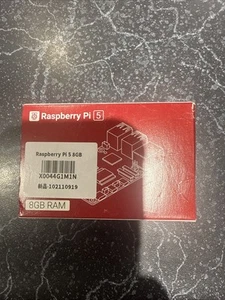 Raspberry Pi 5
Raspberry Pi 5 8GB
X0044G1M1N
新品 102110919
8GB RAM